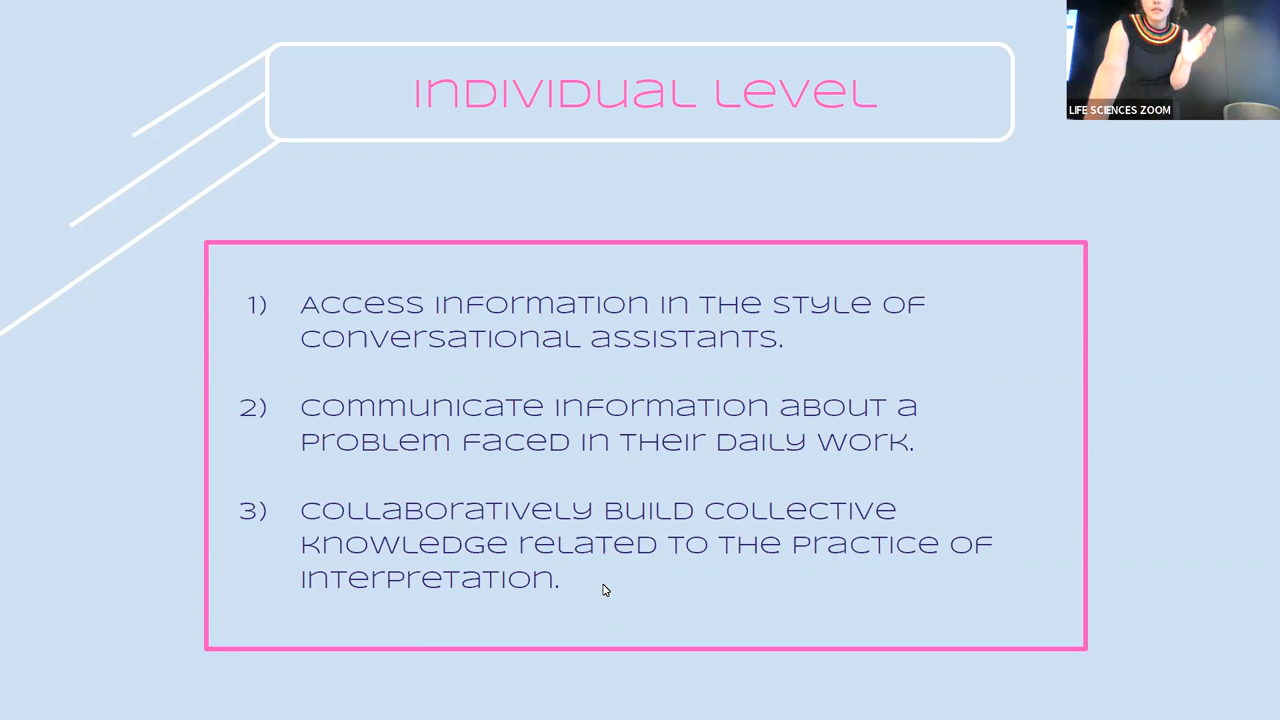 Individual Level
LIFE SCIENCES ZOOM
1) Access information in the style of
conversational assistants.
2) Communicate information about a
problem faced in their daily work.
3) Collaboratively build collective
knowledge related to the practice of
interpretation.